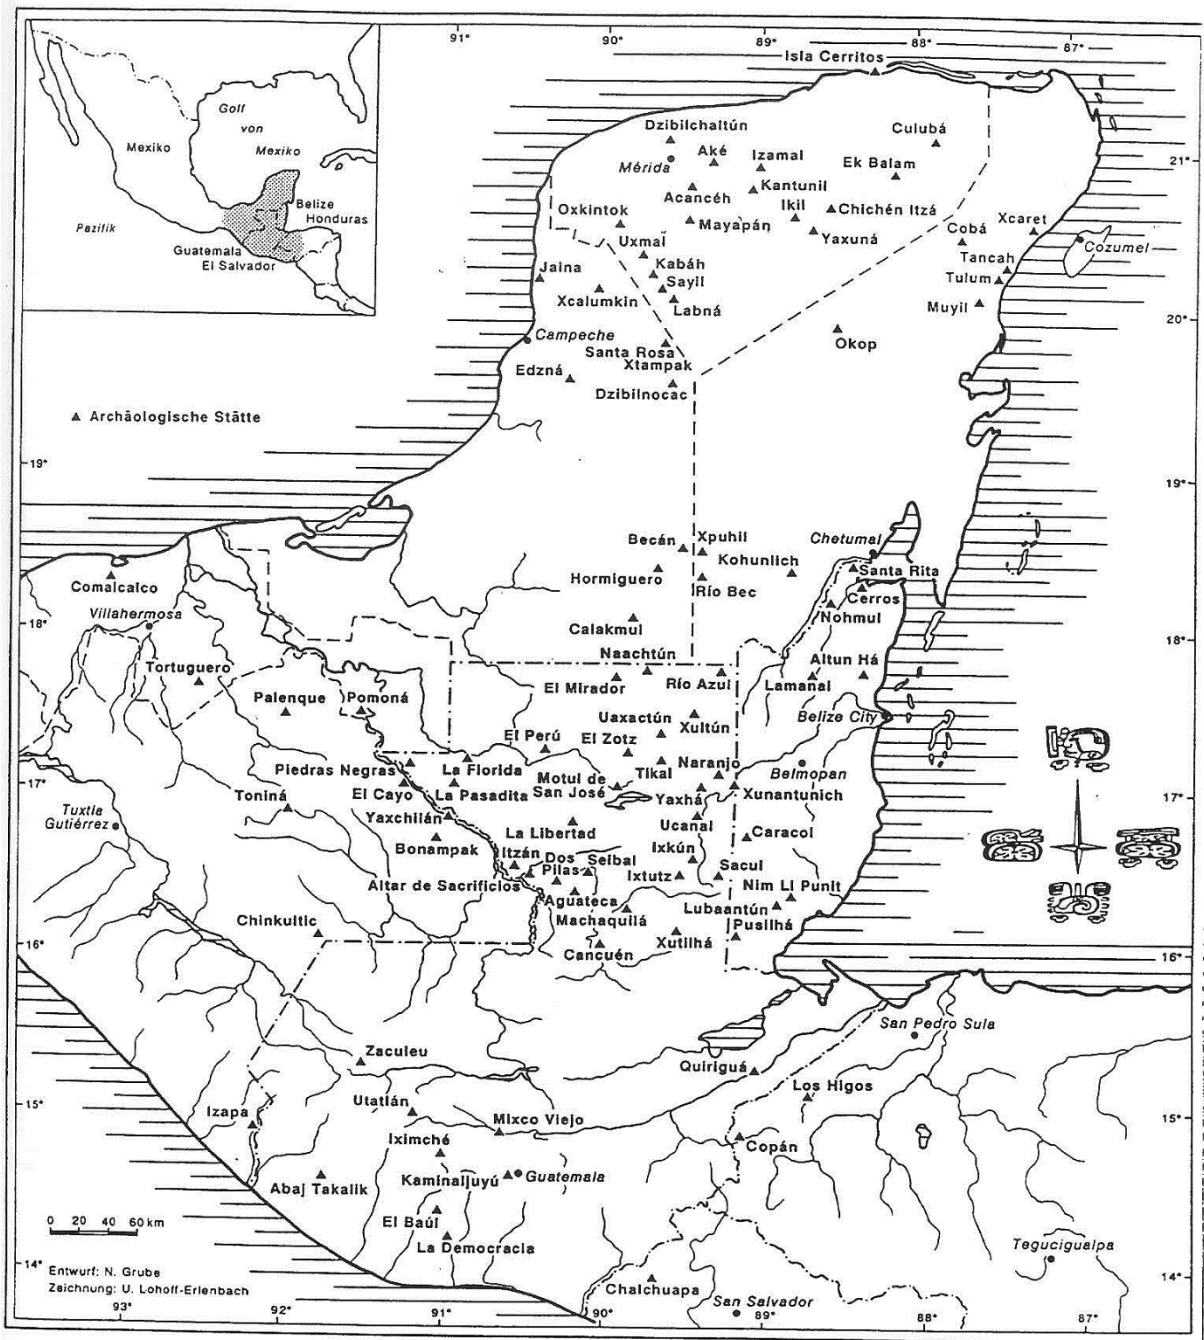 91°
90°
89°
88°
87°
Isla Cerritos
Golf
von
Mexiko
Mexiko
Belize
Honduras
Pazifik
Guatemala
El Salvador
Dzibilchaltún
Culubá
Aké
Izamal
Mérida
Ek Balam
21°
Acancéh
Kantunil
Ikil
Chichén Itzá
Oxkintok
Mayapán
Yaxuná
Xcaret
Cobá
Cozumel
Uxmal
Tancah
Kabáh
Jaina
Sayil
Tulum
Xcalumkin
Labná
Muyil
20°
Campeche
Okop
Santa Rosa
Xtampak
Edzná
Dzibilnocac
Archäologische Stätte
19°
19°
Becán
Xpuhil
Chetumal
Kohunlich
Santa Rita
Comalcalco
Hormiguero
Río Bec
Cerros
Villahermosa
Nohmul
18°
18°
Calakmul
Naachtún
Altun Há
Tortuguero
El Mirador
Río Azul
Lamanai
Palenque
Pomoná
Uaxactún
Xultún
Belize City
El Perú
El Zotz
Piedras Negras
La Florida
Tikal
Naranjo
Belmopan
17°
17°
Motul de
San José
El Cayo
La Pasadita
Yaxhá
Xunantunich
Toniná
Tuxtla
Gutiérrez
Yaxchilán
Ucanal
La Libertad
Caracol
Bonampak
Itzán
Dos
Pilas
Seibal
Ixkún
Ixtutz
Sacul
Altar de Sacrificios
Nim Li Punit
Aguateca
Lubaantún
Machaquilá
Pusilhá
Chinkultic
16°
16°
Cancuén
Xutilhá
San Pedro Sula
Zaculeu
Quiriguá
Los Higos
15°
15°
Izapa
Utatlán
Mixco Viejo
Iximché
Copán
Abaj Takalik
Kaminaljuyú
Guatemala
El Baúl
0 20 40 60 km
La Democracia
Tegucigualpa
14°
14°
Entwurf: N. Grube
Zeichnung: U. Lohoff-Erlenbach
Chalchuapa
San Salvador
93°
92°
91°
90°
89°
88°
87°